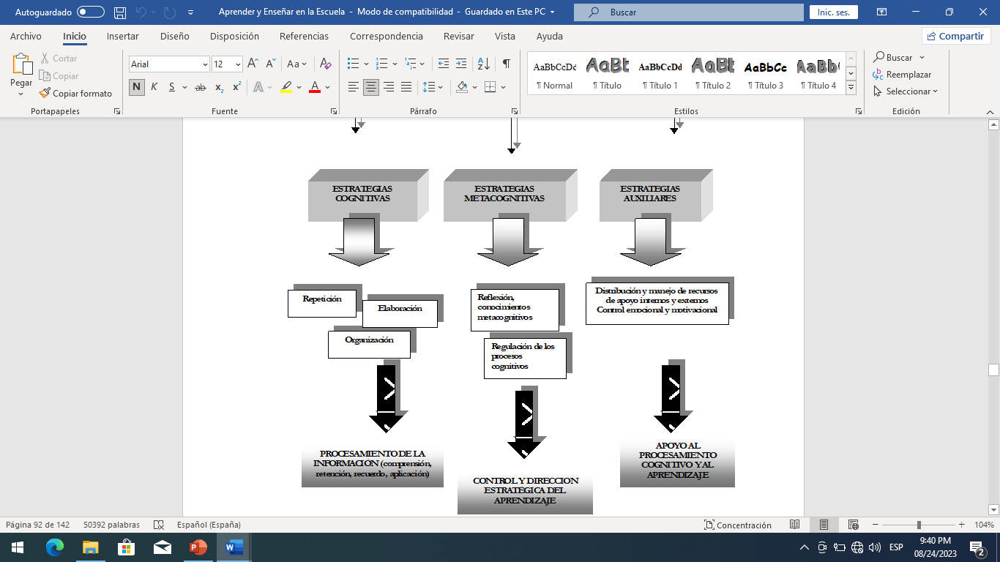 Autoguardado
Aprender y Enseñar en la Escuela - Modo de compatibilidad - Guardado en Este PC
Buscar
Inic. ses.
Archivo
Inicio
Insertar
Diseño
Disposición
Referencias
Correspondencia
Revisar
Vista
Ayuda
Compartir
Pegar
Cortar
Copiar
Copiar formato
Portapapeles
Arial
12
Aa
N K S ab x₂ x²
Fuente
Párrafo
AaBbCcDd
¶ Normal
AaBb
¶ Título
AaBbCcDd
¶ Título 1
AaBb
¶ Título 2
AaBbCc
¶ Título 3
AaBb
¶ Título 4
Estilos
Buscar
Reemplazar
Seleccionar
Edición
ESTRATEGIAS
COGNITIVAS
ESTRATEGIAS
METACOGNITIVAS
ESTRATEGIAS
AUXILIARES
Repetición
Elaboración
Organización
Reflexión,
conocimientos
metacognitivos
Regulación de los
procesos
cognitivos
Distribución y manejo de recursos
de apoyo internos y externos
Control emocional y motivacional
PROCESAMIENTO DE LA
INFORMACIÓN (comprensión,
retención, recuerdo, aplicación)
CONTROL Y DIRECCION
ESTRATÉGICA DEL
APRENDIZAJE
APOYO AL
PROCESAMIENTO
COGNITIVO Y AL
APRENDIZAJE
Página 92 de 142
50392 palabras
Español (España)
Concentración
104%
ESP
9:40 PM
08/24/2023
2